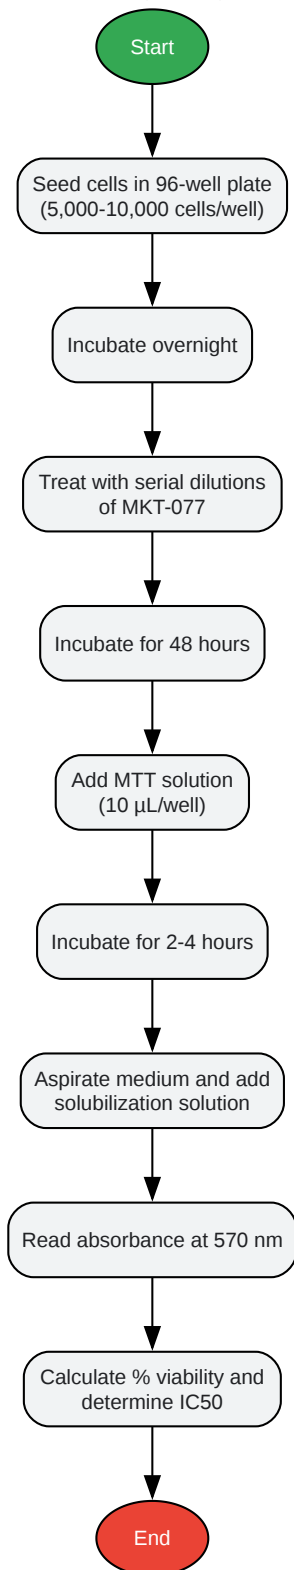 Start
Seed cells in 96-well plate
(5,000-10,000 cells/well)
Incubate overnight
Treat with serial dilutions
of MKT-077
Incubate for 48 hours
Add MTT solution
(10 µL/well)
Incubate for 2-4 hours
Aspirate medium and add
solubilization solution
Read absorbance at 570 nm
Calculate % viability and
determine IC50
End